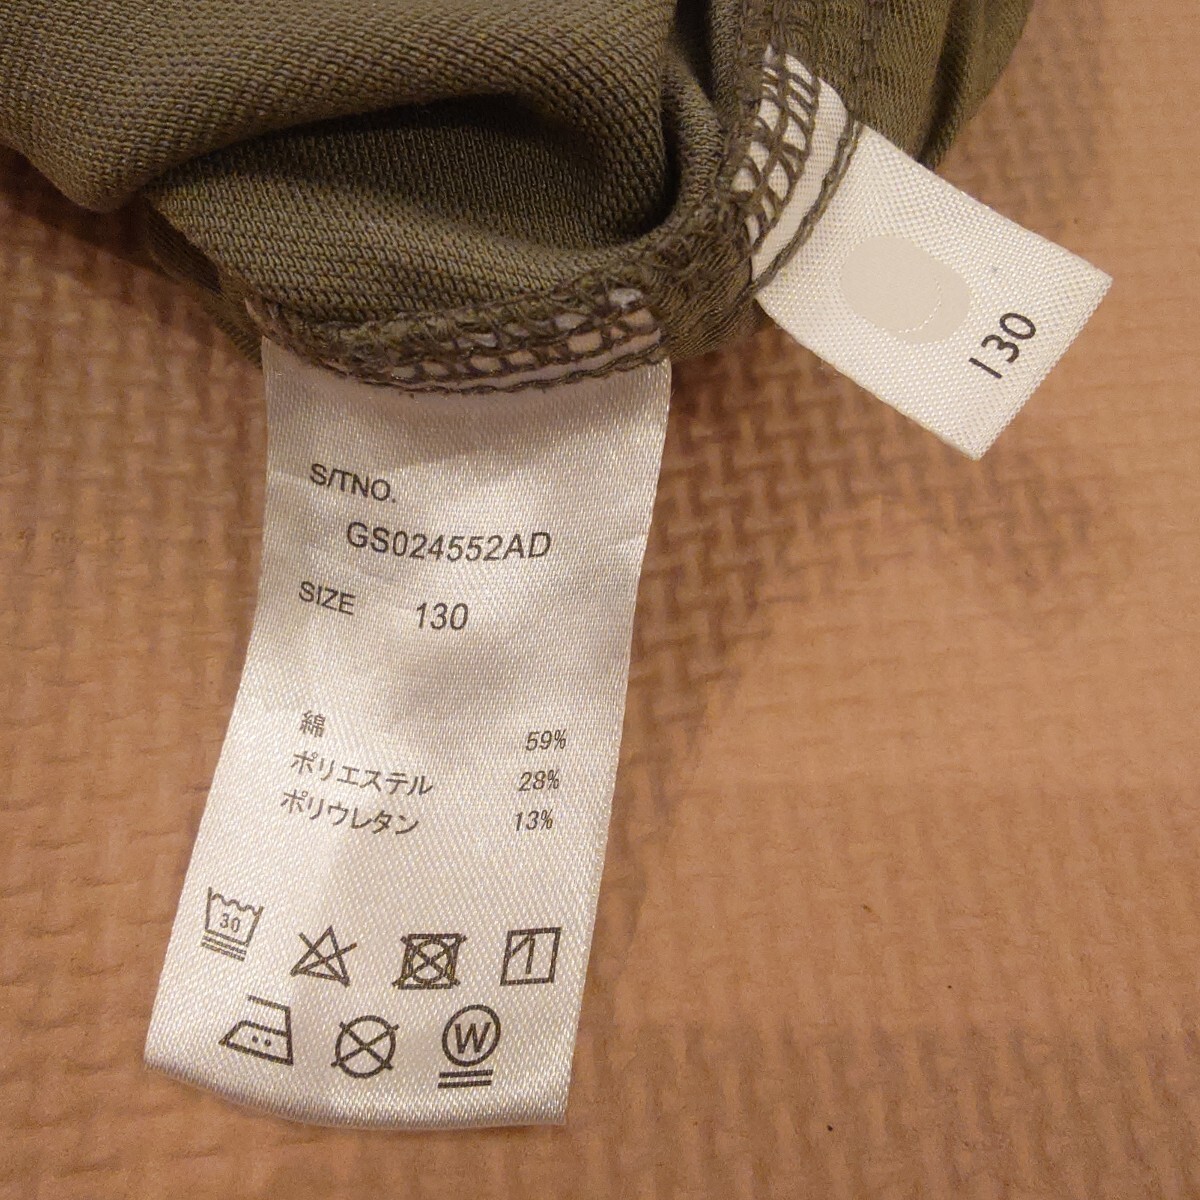 130
S/TNO.
GS024552AD
SIZE 130
綿 59%
ポリエステル 28%
ポリウレタン 13%
30
W